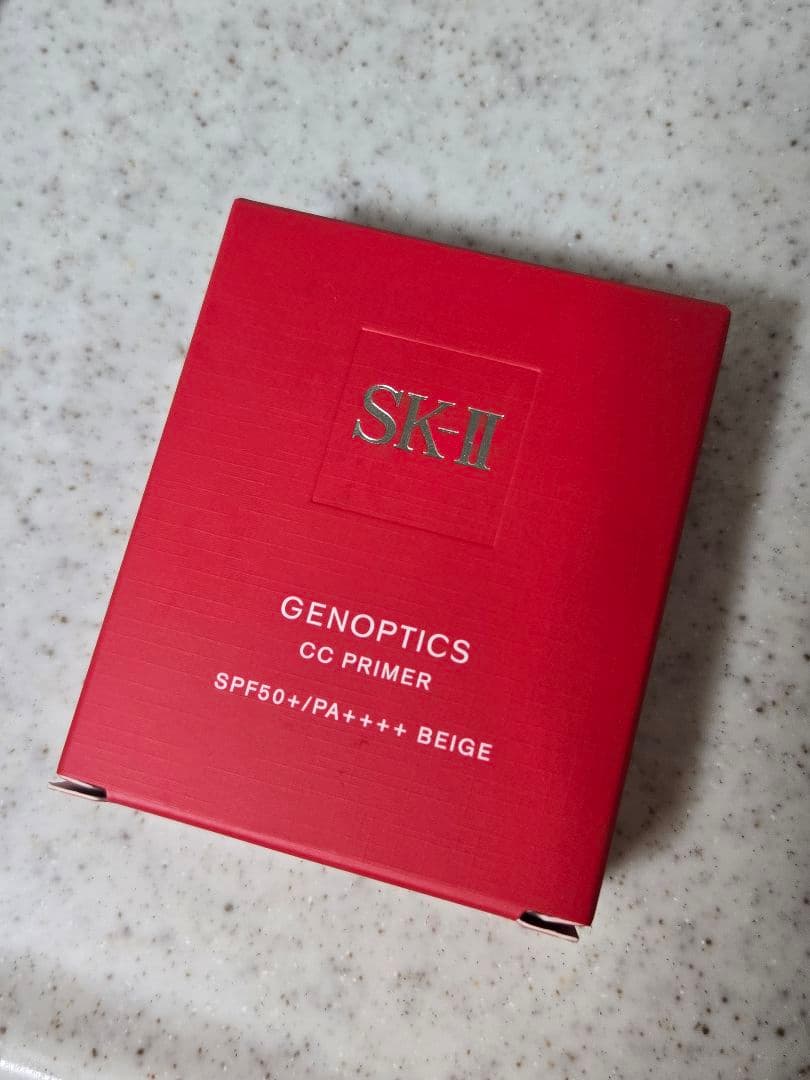 SK-II
GENOPTICS
CC PRIMER
SPF50+/PA++++ BEIGE